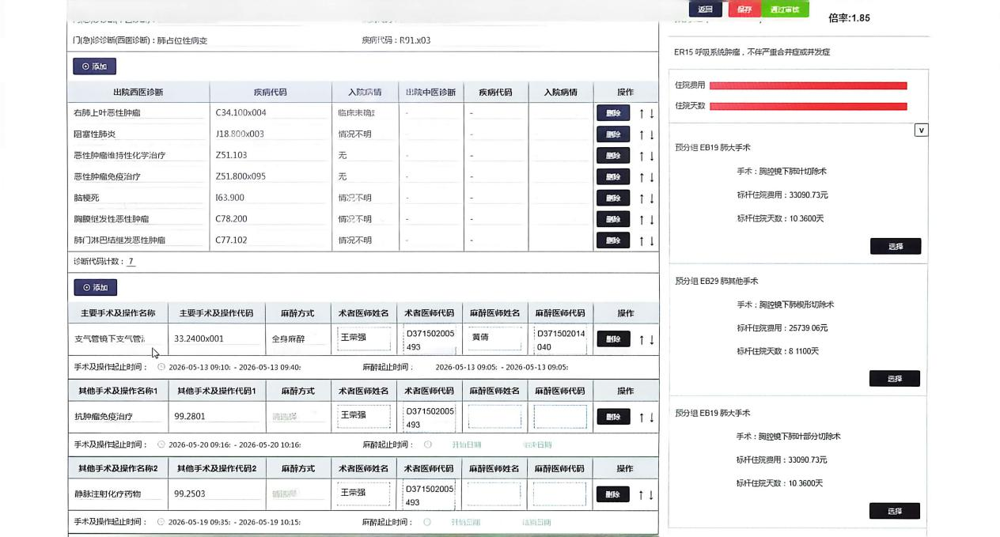 返回 保存 通过审核
倍率:1.85
门(急)诊诊断(西医诊断)：肺占位性病变 疾病代码：R91.x03
添加
出院西医诊断 疾病代码 入院病情 出院中医诊断 疾病代码 入院病情 操作
右肺上叶恶性肿瘤 C34.100x004 临床未确定 - - 删除 ↑ ↓
阻塞性肺炎 J18.800x003 情况不明 - - 删除 ↑ ↓
恶性肿瘤维持性化学治疗 Z51.103 无 - - 删除 ↑ ↓
恶性肿瘤免疫治疗 Z51.800x095 无 - - 删除 ↑ ↓
脑梗死 I63.900 情况不明 - - 删除 ↑ ↓
胸膜继发性恶性肿瘤 C78.200 情况不明 - - 删除 ↑ ↓
肺门淋巴结继发恶性肿瘤 C77.102 情况不明 - - 删除 ↑ ↓
诊断代码计数：7
添加
主要手术及操作名称 主要手术及操作代码 麻醉方式 术者医师姓名 术者医师代码 麻醉医师姓名 麻醉医师代码 操作
支气管镜下支气管 33.2400x001 全身麻醉 王荣强 D371502005 黄倩 D371502014 删除 ↑ ↓
493 040
手术及操作起止时间： 2026-05-13 09:10: - 2026-05-13 09:40: 麻醉起止时间： 2026-05-13 09:05: - 2026-05-13 09:05:
其他手术及操作名称1 其他手术及操作代码1 麻醉方式 术者医师姓名 术者医师代码 麻醉医师姓名 麻醉医师代码 操作
抗肿瘤免疫治疗 99.2801 请选择 王荣强 D371502005 删除 ↑ ↓
493
手术及操作起止时间： 2026-05-20 09:16: - 2026-05-20 10:16: 麻醉起止时间： 开始日期 结束日期
其他手术及操作名称2 其他手术及操作代码2 麻醉方式 术者医师姓名 术者医师代码 麻醉医师姓名 麻醉医师代码 操作
静脉注射化疗药物 99.2503 请选择 王荣强 D371502005 删除 ↑ ↓
493
手术及操作起止时间： 2026-05-19 09:35: - 2026-05-19 10:15: 麻醉起止时间： 开始日期 结束日期
ER15 呼吸系统肿瘤，不伴严重合并症或并发症
住院费用
住院天数
v
预分组 EB19 肺大手术
手术：胸腔镜下肺叶切除术
标杆住院费用：33090.73元
标杆住院天数：10.3600天
选择
预分组 EB29 肺其他手术
手术：胸腔镜下肺楔形切除术
标杆住院费用：25739.06元
标杆住院天数：8.1100天
选择
预分组 EB19 肺大手术
手术：胸腔镜下肺叶部分切除术
标杆住院费用：33090.73元
标杆住院天数：10.3600天
选择